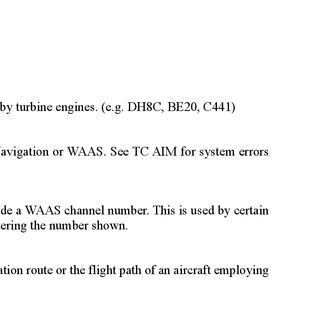 by turbine engines. (e.g. DH8C, BE20, C441)
avigation or WAAS. See TC AIM for system errors
de a WAAS channel number. This is used by certain
ering the number shown.
ation route or the flight path of an aircraft employing